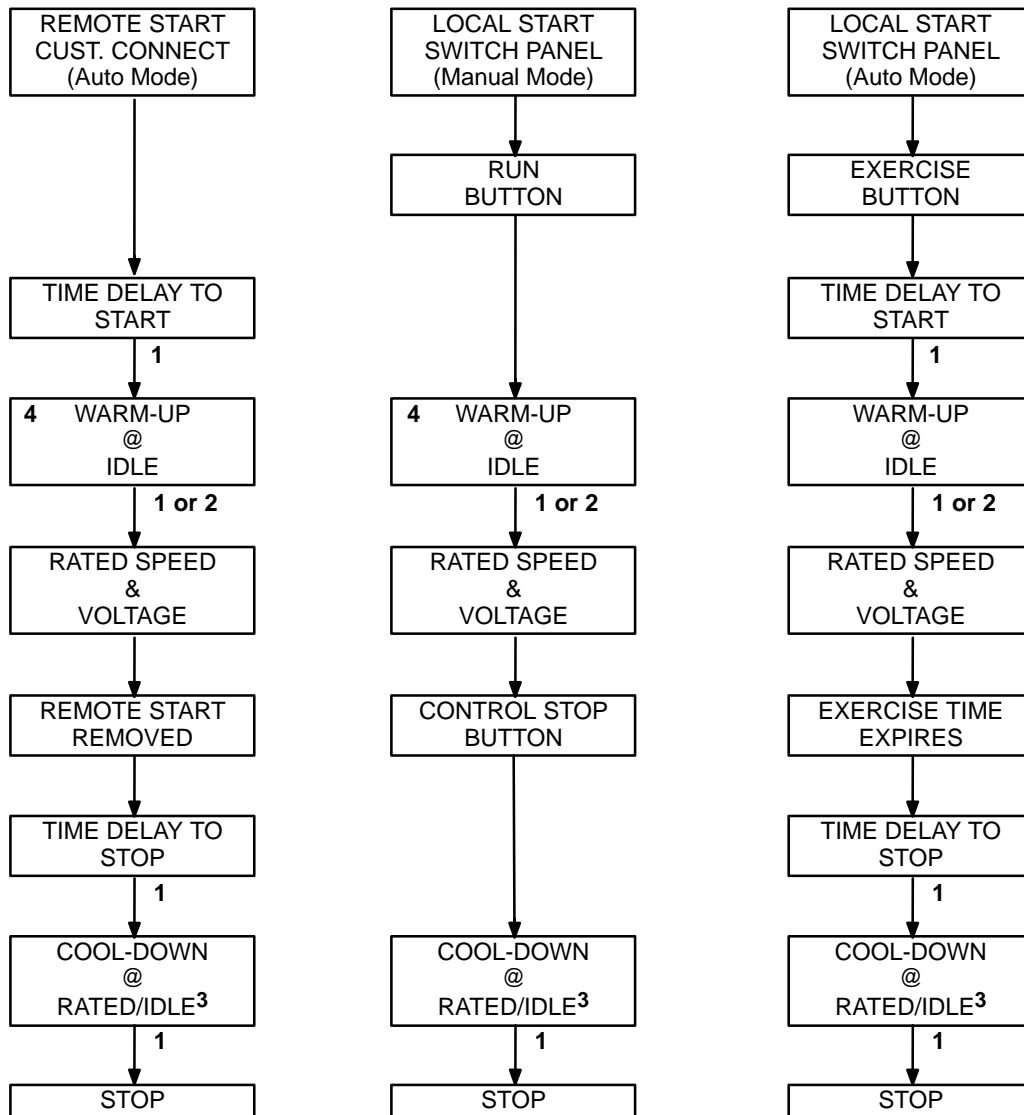 REMOTE START
CUST. CONNECT
(Auto Mode)
TIME DELAY TO
START
1
4 WARM-UP
@
IDLE
1 or 2
RATED SPEED
&
VOLTAGE
REMOTE START
REMOVED
TIME DELAY TO
STOP
1
COOL-DOWN
@
RATED/IDLE3
1
STOP
LOCAL START
SWITCH PANEL
(Manual Mode)
RUN
BUTTON
4 WARM-UP
@
IDLE
1 or 2
RATED SPEED
&
VOLTAGE
CONTROL STOP
BUTTON
COOL-DOWN
@
RATED/IDLE3
1
STOP
LOCAL START
SWITCH PANEL
(Auto Mode)
EXERCISE
BUTTON
TIME DELAY TO
START
1
WARM-UP
@
IDLE
1 or 2
RATED SPEED
&
VOLTAGE
EXERCISE TIME
EXPIRES
TIME DELAY TO
STOP
1
COOL-DOWN
@
RATED/IDLE3
1
STOP